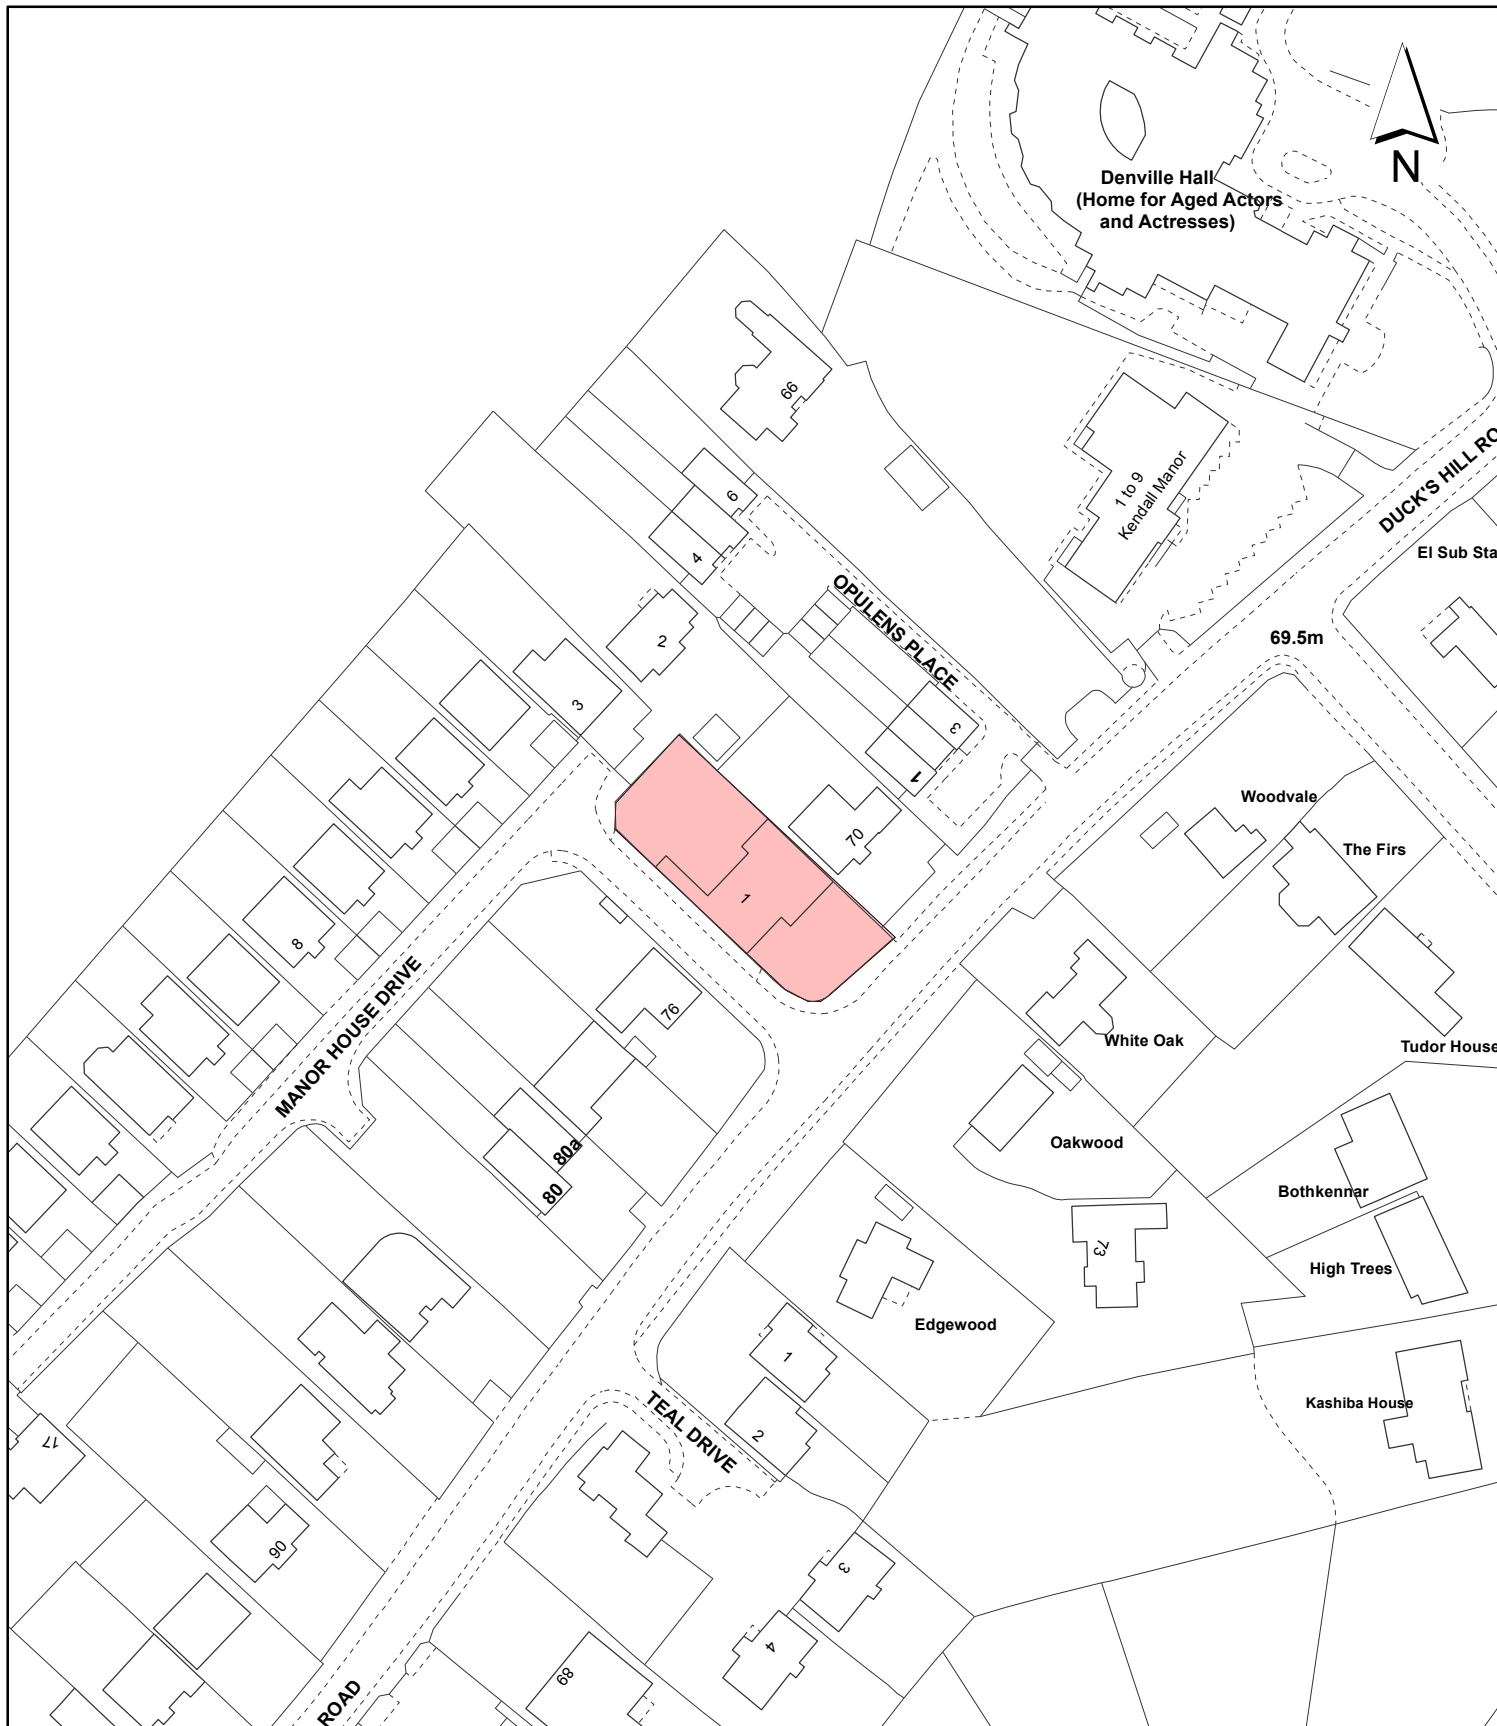 N
Denville Hall
(Home for Aged Actors
and Actresses)
66
1 to 9
Kendall Manor
DUCK'S HILL RO
El Sub Sta
6
4
OPULENS PLACE
69.5m
2
3
3
1
Woodvale
The Firs
70
1
8
MANOR HOUSE DRIVE
76
White Oak
Tudor House
Oakwood
80a
80
Bothkennar
73
High Trees
Edgewood
1
Kashiba House
TEAL DRIVE
2
17
90
3
4
68
ROAD